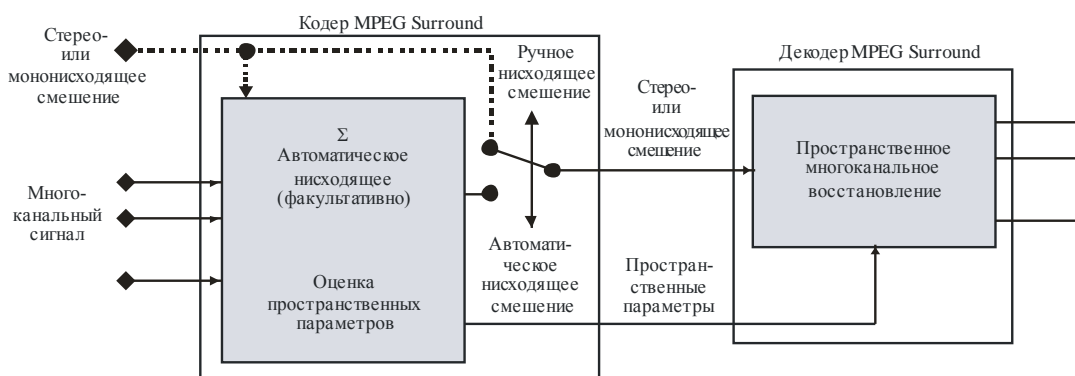 Кодер MPEG Surround
Стерео-
или
мононисходящее
смешение
Много-
канальный
сигнал
Σ
Автоматическое
нисходящее
(факультативно)
Оценка
пространственных
параметров
Ручное
нисходящее
смешение
Автомати-
ческое
нисходящее
смешение
Стерео-
или
мононисходящее
смешение
Простран-
ственные
параметры
Декодер MPEG Surround
Пространственное
многоканальное
восстановление